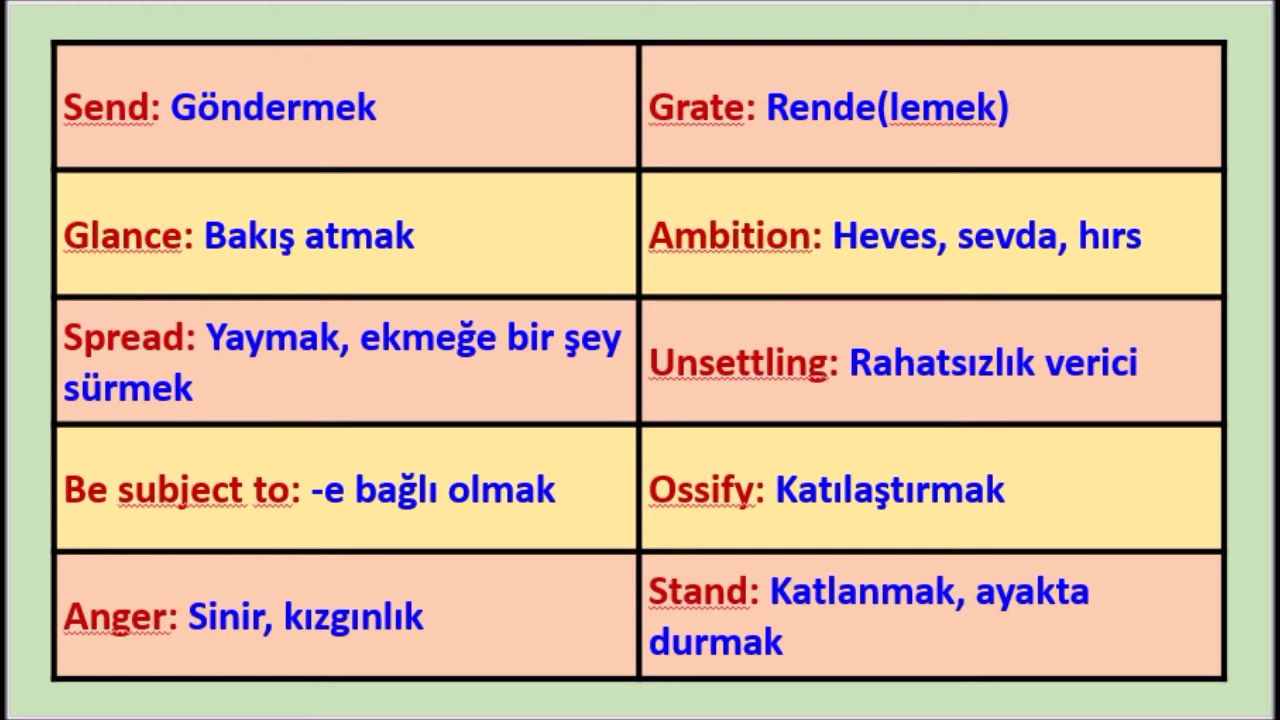 Send: Göndermek
Grate: Rende(lemek)
Glance: Bakış atmak
Ambition: Heves, sevda, hırs
Spread: Yaymak, ekmeğe bir şey
sürmek
Unsettling: Rahatsızlık verici
Be subject to: -e bağlı olmak
Ossify: Katılaştırmak
Anger: Sinir, kızgınlık
Stand: Katlanmak, ayakta
durmak